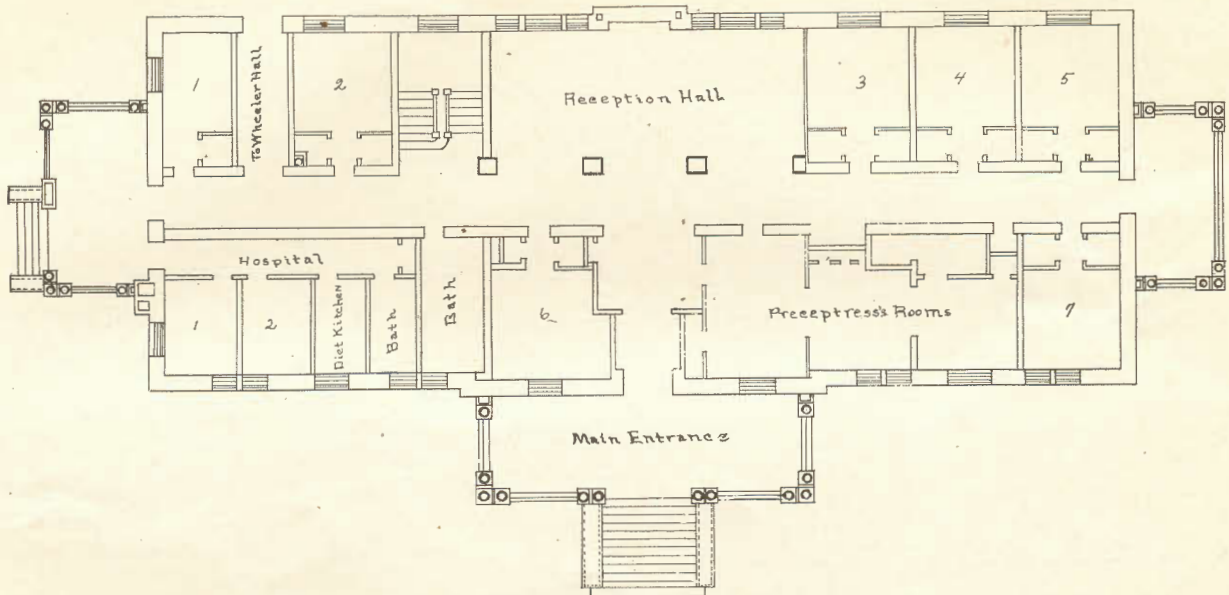 1
To Wheeler Hall
2
Reception Hall
3
4
5
Hospital
1
2
Diet Kitchen
Bath
Bath
6
Preceptress's Rooms
7
Main Entrance